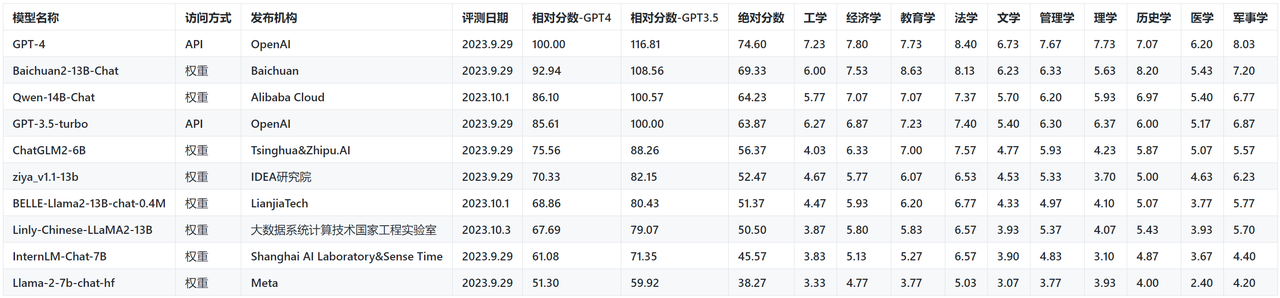 模型名称 访问方式 发布机构 评测日期 相对分数-GPT4 相对分数-GPT3.5 绝对分数 工学 经济学 教育学 法学 文学 管理学 理学 历史学 医学 军事学
GPT-4 API OpenAI 2023.9.29 100.00 116.81 74.60 7.23 7.80 7.73 8.40 6.73 7.67 7.73 7.07 6.20 8.03
Baichuan2-13B-Chat 权重 Baichuan 2023.9.29 92.94 108.56 69.33 6.00 7.53 8.63 8.13 6.23 6.33 5.63 8.20 5.43 7.20
Qwen-14B-Chat 权重 Alibaba Cloud 2023.10.1 86.10 100.57 64.23 5.77 7.07 7.07 7.37 5.70 6.20 5.93 6.97 5.40 6.77
GPT-3.5-turbo API OpenAI 2023.9.29 85.61 100.00 63.87 6.27 6.87 7.23 7.40 5.40 6.30 6.37 6.00 5.17 6.87
ChatGLM2-6B 权重 Tsinghua&Zhipu.AI 2023.9.29 75.56 88.26 56.37 4.03 6.33 7.00 7.57 4.77 5.93 4.23 5.87 5.07 5.57
ziya_v1.1-13b 权重 IDEA研究院 2023.9.29 70.33 82.15 52.47 4.67 5.77 6.07 6.53 4.53 5.33 3.70 5.00 4.63 6.23
BELLE-Llama2-13B-chat-0.4M 权重 LianjiaTech 2023.10.1 68.86 80.43 51.37 4.47 5.93 6.20 6.77 4.33 4.97 4.10 5.07 3.77 5.77
Linly-Chinese-LLaMA2-13B 权重 大数据系统计算技术国家工程实验室 2023.10.3 67.69 79.07 50.50 3.87 5.80 5.83 6.57 3.93 5.37 4.07 5.43 3.93 5.70
InternLM-Chat-7B 权重 Shanghai AI Laboratory&Sense Time 2023.9.29 61.08 71.35 45.57 3.83 5.13 5.27 6.57 3.90 4.83 3.10 4.87 3.67 4.40
Llama-2-7b-chat-hf 权重 Meta 2023.9.29 51.30 59.92 38.27 3.33 4.77 3.77 5.03 3.07 3.77 3.93 4.00 2.40 4.20